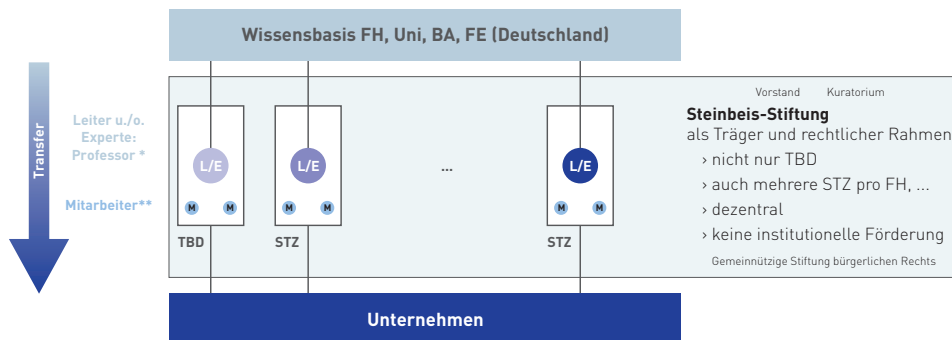 Wissensbasis FH, Uni, BA, FE (Deutschland)
Transfer
Leiter u./o.
Experte:
Professor *
Mitarbeiter**
L/E
M M
TBD
L/E
M M
STZ
...
L/E
M M
STZ
Vorstand Kuratorium
Steinbeis-Stiftung
als Träger und rechtlicher Rahmen
› nicht nur TBD
› auch mehrere STZ pro FH, ...
› dezentral
› keine institutionelle Förderung
Gemeinnützige Stiftung bürgerlichen Rechts
Unternehmen